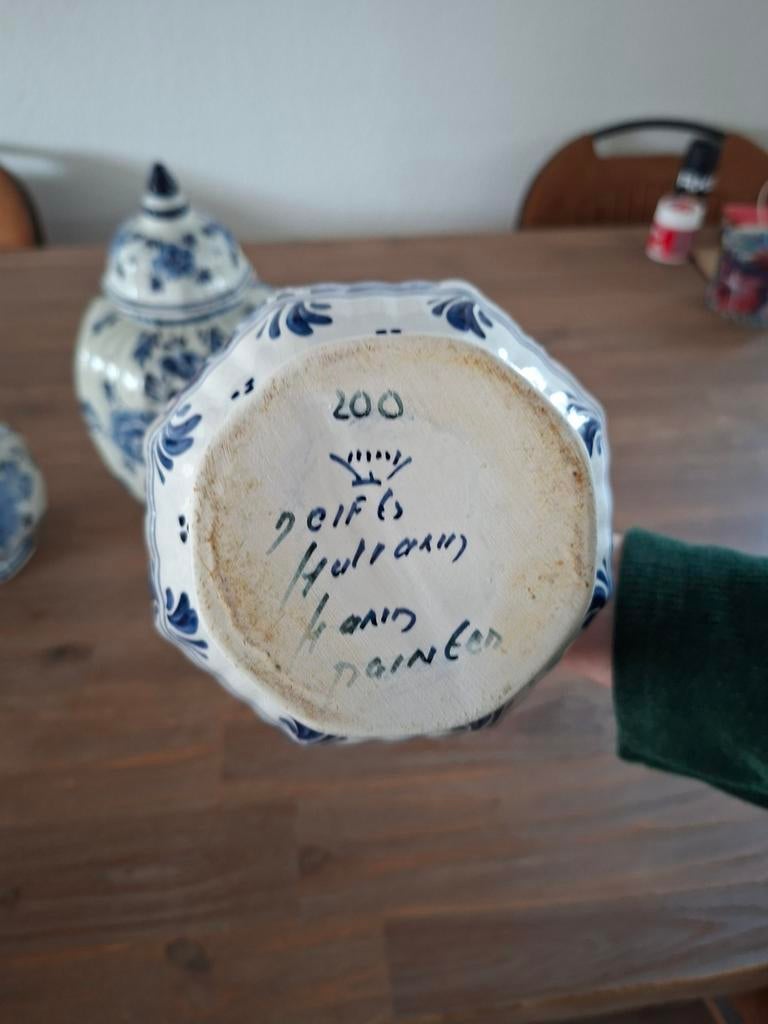 200
Delfts
Holland
hand
painted